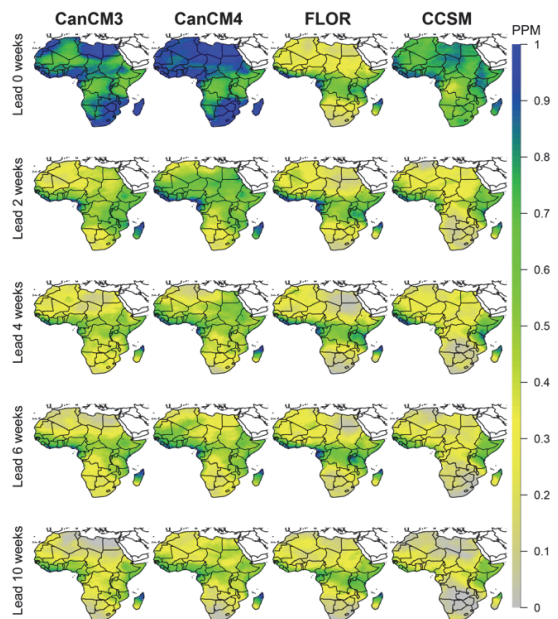 CanCM3 CanCM4 FLOR CCSM
PPM
Lead 0 weeks
Lead 2 weeks
Lead 4 weeks
Lead 6 weeks
Lead 10 weeks
1
0.9
0.8
0.7
0.6
0.5
0.4
0.3
0.2
0.1
0